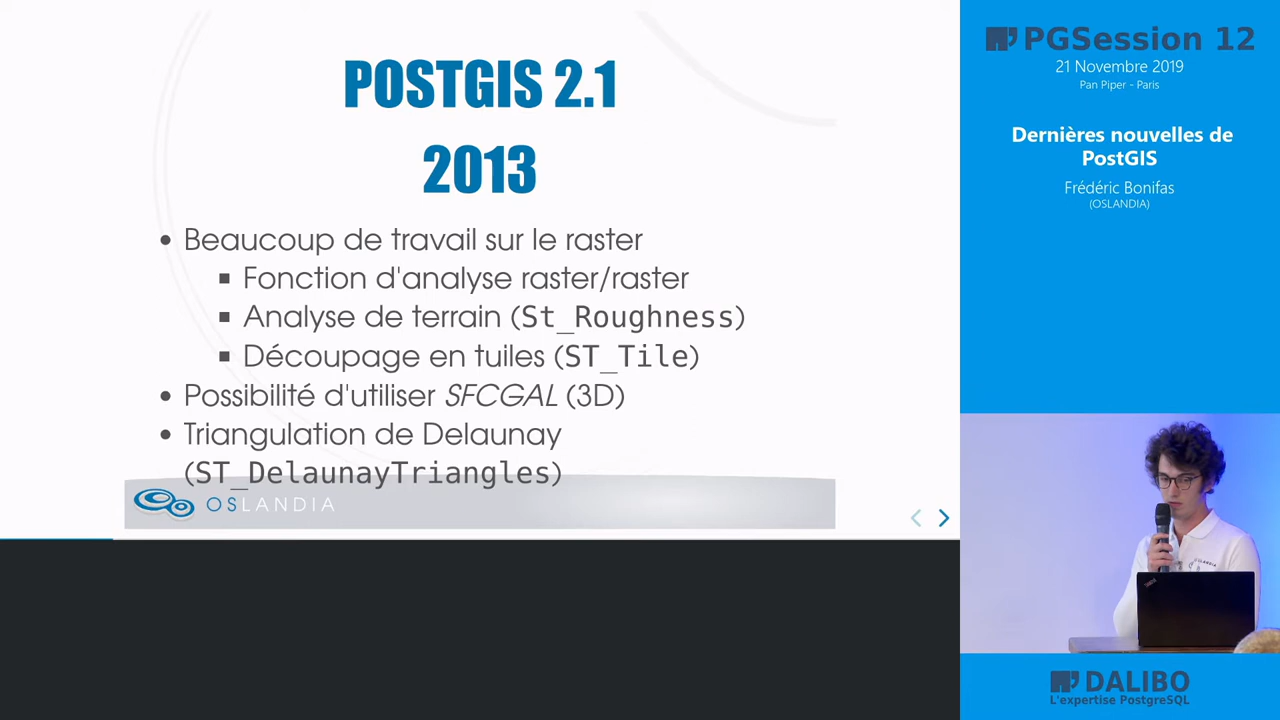 POSTGIS 2.1
2013
Beaucoup de travail sur le raster
Fonction d'analyse raster/raster
Analyse de terrain (St_Roughness)
Découpage en tuiles (ST_Tile)
Possibilité d'utiliser SFCGAL (3D)
Triangulation de Delaunay
(ST_DelaunayTriangles)
OSLANDIA
PGSession 12
21 Novembre 2019
Pan Piper - Paris
Dernières nouvelles de
PostGIS
Frédéric Bonifas
(OSLANDIA)
DALIBO
L'expertise PostgreSQL